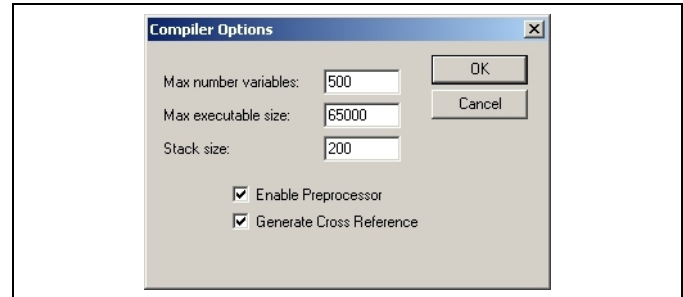 Compiler Options
Max number variables: 500
OK
Max executable size: 65000
Cancel
Stack size: 200
Enable Preprocessor
Generate Cross Reference